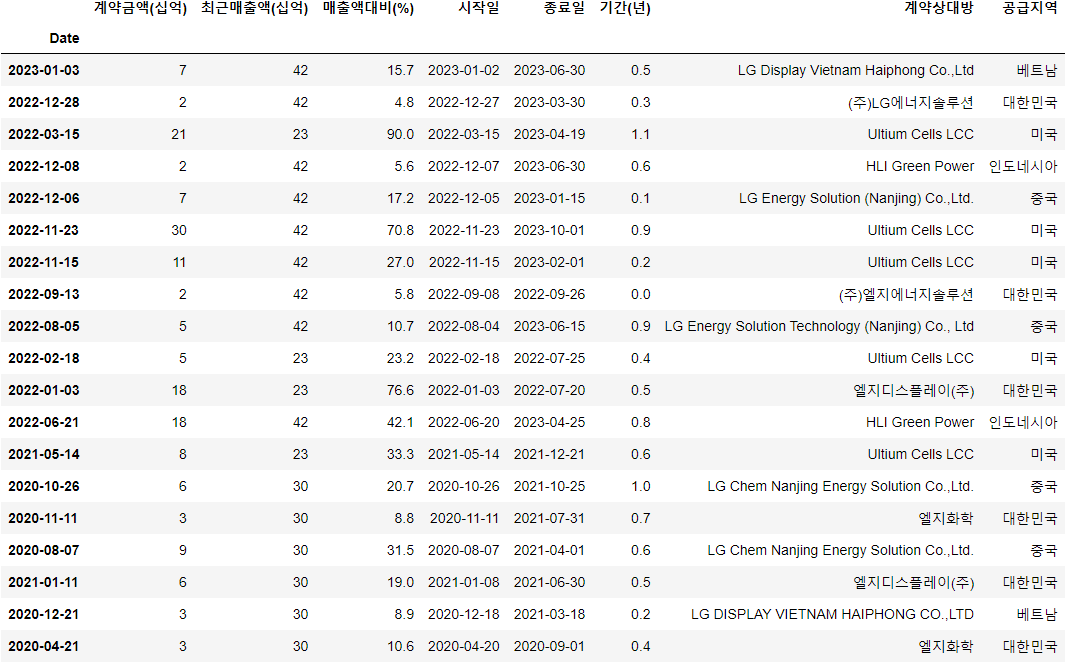 계약금액(십억) 최근매출액(십억) 매출액대비(%) 시작일 종료일 기간(년) 계약상대방 공급지역
Date
2023-01-03 7 42 15.7 2023-01-02 2023-06-30 0.5 LG Display Vietnam Haiphong Co.,Ltd 베트남
2022-12-28 2 42 4.8 2022-12-27 2023-03-30 0.3 (주)LG에너지솔루션 대한민국
2022-03-15 21 23 90.0 2022-03-15 2023-04-19 1.1 Ultium Cells LCC 미국
2022-12-08 2 42 5.6 2022-12-07 2023-06-30 0.6 HLI Green Power 인도네시아
2022-12-06 7 42 17.2 2022-12-05 2023-01-15 0.1 LG Energy Solution (Nanjing) Co.,Ltd. 중국
2022-11-23 30 42 70.8 2022-11-23 2023-10-01 0.9 Ultium Cells LCC 미국
2022-11-15 11 42 27.0 2022-11-15 2023-02-01 0.2 Ultium Cells LCC 미국
2022-09-13 2 42 5.8 2022-09-08 2022-09-26 0.0 (주)엘지에너지솔루션 대한민국
2022-08-05 5 42 10.7 2022-08-04 2023-06-15 0.9 LG Energy Solution Technology (Nanjing) Co., Ltd 중국
2022-02-18 5 23 23.2 2022-02-18 2022-07-25 0.4 Ultium Cells LCC 미국
2022-01-03 18 23 76.6 2022-01-03 2022-07-20 0.5 엘지디스플레이(주) 대한민국
2022-06-21 18 42 42.1 2022-06-20 2023-04-25 0.8 HLI Green Power 인도네시아
2021-05-14 8 23 33.3 2021-05-14 2021-12-21 0.6 Ultium Cells LCC 미국
2020-10-26 6 30 20.7 2020-10-26 2021-10-25 1.0 LG Chem Nanjing Energy Solution Co.,Ltd. 중국
2020-11-11 3 30 8.8 2020-11-11 2021-07-31 0.7 엘지화학 대한민국
2020-08-07 9 30 31.5 2020-08-07 2021-04-01 0.6 LG Chem Nanjing Energy Solution Co.,Ltd. 중국
2021-01-11 6 30 19.0 2021-01-08 2021-06-30 0.5 엘지디스플레이(주) 대한민국
2020-12-21 3 30 8.9 2020-12-18 2021-03-18 0.2 LG DISPLAY VIETNAM HAIPHONG CO.,LTD 베트남
2020-04-21 3 30 10.6 2020-04-20 2020-09-01 0.4 엘지화학 대한민국